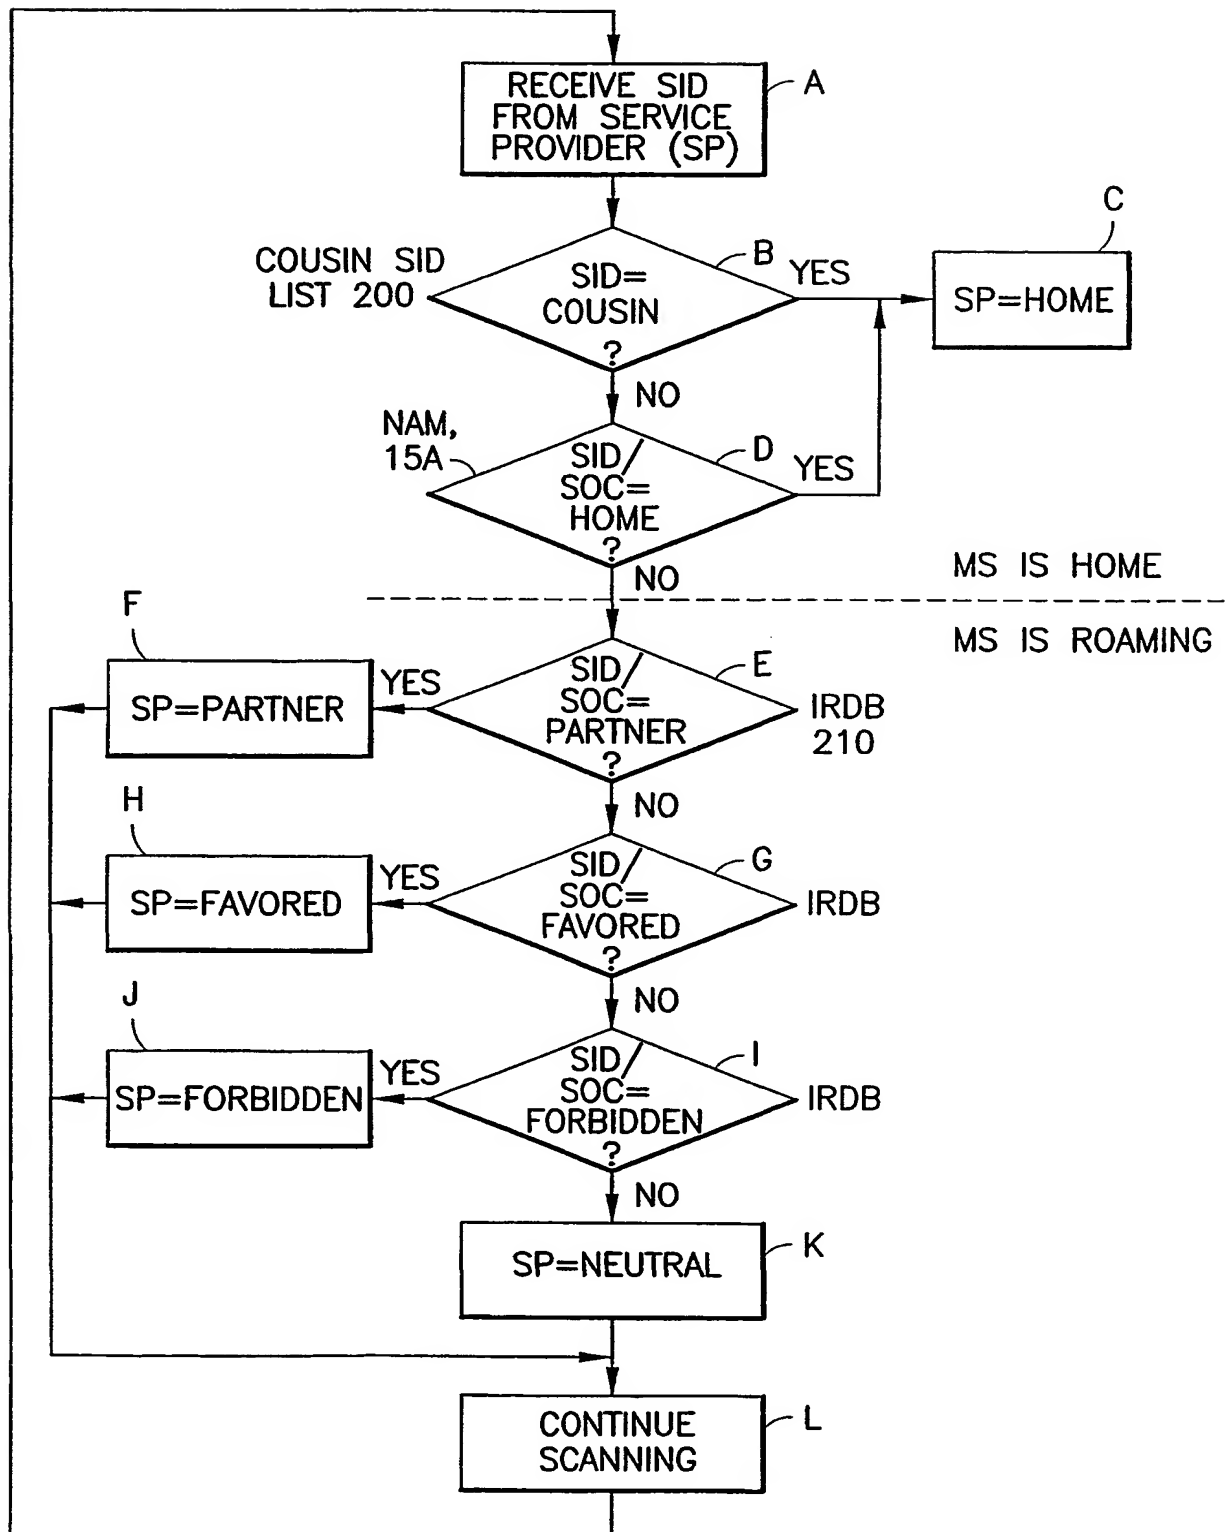 RECEIVE SID
FROM SERVICE
PROVIDER (SP)
A
COUSIN SID
LIST 200
SID=
COUSIN
?
B
YES
C
SP=HOME
NO
NAM,
15A
SID/
SOC=
HOME
?
D
YES
NO
MS IS HOME
MS IS ROAMING
F
SP=PARTNER
YES
SID/
SOC=
PARTNER
?
E
IRDB
210
NO
H
SP=FAVORED
YES
SID/
SOC=
FAVORED
?
G
IRDB
NO
J
SP=FORBIDDEN
YES
SID/
SOC=
FORBIDDEN
?
I
IRDB
NO
SP=NEUTRAL
K
CONTINUE
SCANNING
L